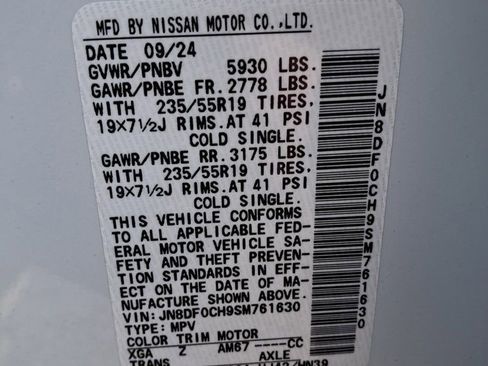 MFD BY NISSAN MOTOR CO.,LTD.
DATE 09/24
GVWR/PNBV 5930 LBS.
GAWR/PNBE FR. 2778 LBS.
WITH 235/55R19 TIRES,
19X7½J RIMS.AT 41 PSI
COLD SINGLE.
GAWR/PNBE RR. 3175 LBS.
WITH 235/55R19 TIRES,
19X7½J RIMS.AT 41 PSI
COLD SINGLE.
THIS VEHICLE CONFORMS
TO ALL APPLICABLE FED-
ERAL MOTOR VEHICLE SA-
FETY AND THEFT PREVEN-
TION STANDARDS IN EFF-
ECT ON THE DATE OF MA-
VIN: JN8DF0CH9SM761630
TYPE: MPV
COLOR TRIM MOTOR
XGA Z AM67 ----CC
TRANS AXLE
JN8DF0CH9SM761630